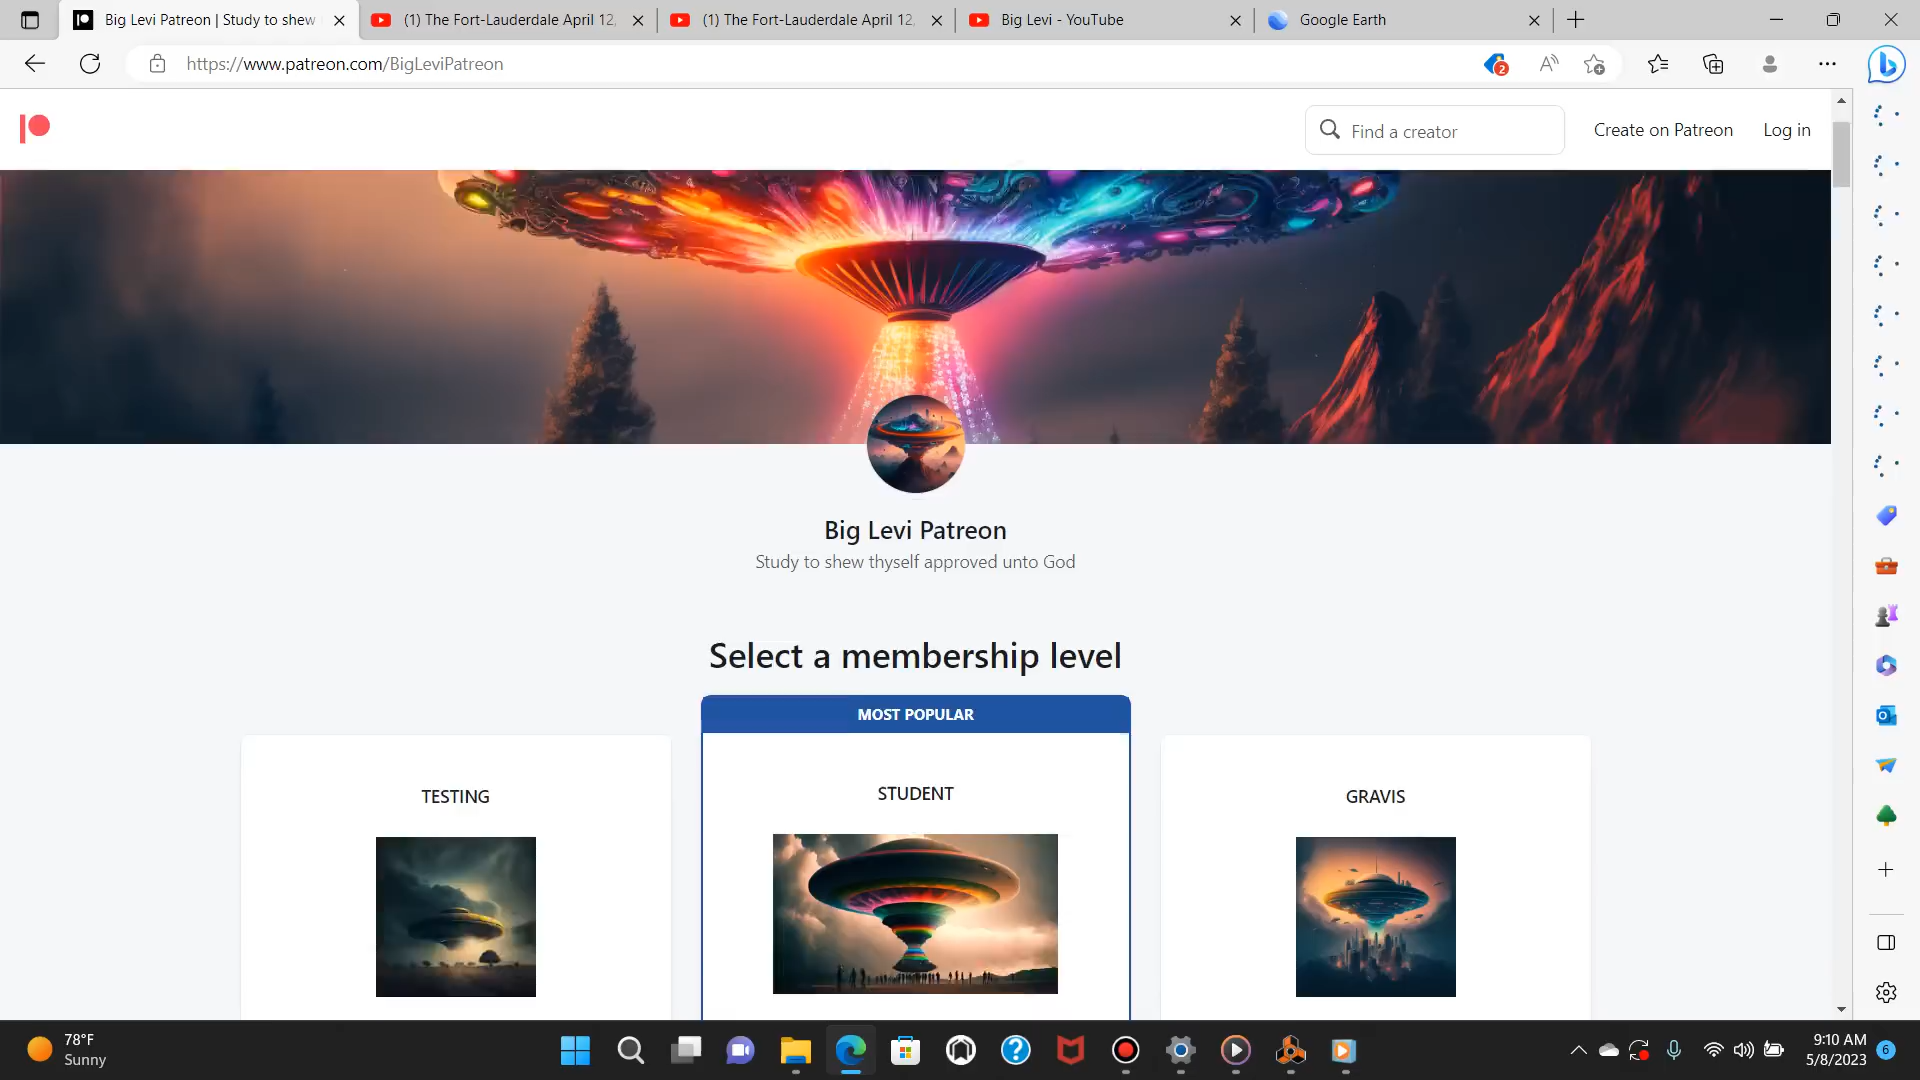 Big Levi Patreon | Study to shew
(1) The Fort-Lauderdale April 12,
(1) The Fort-Lauderdale April 12,
Big Levi - YouTube
Google Earth
https://www.patreon.com/BigLeviPatreon
2
Find a creator
Create on Patreon
Log in
Big Levi Patreon
Study to shew thyself approved unto God
Select a membership level
MOST POPULAR
TESTING
STUDENT
GRAVIS
78°F
Sunny
9:10 AM
5/8/2023
6